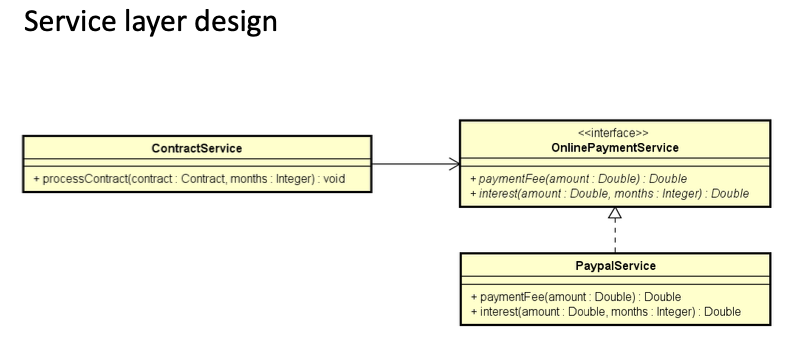 Service layer design
ContractService
+ processContract(contract : Contract, months : Integer) : void
<<interface>>
OnlinePaymentService
+ paymentFee(amount : Double) : Double
+ interest(amount : Double, months : Integer) : Double
PaypalService
+ paymentFee(amount : Double) : Double
+ interest(amount : Double, months : Integer) : Double